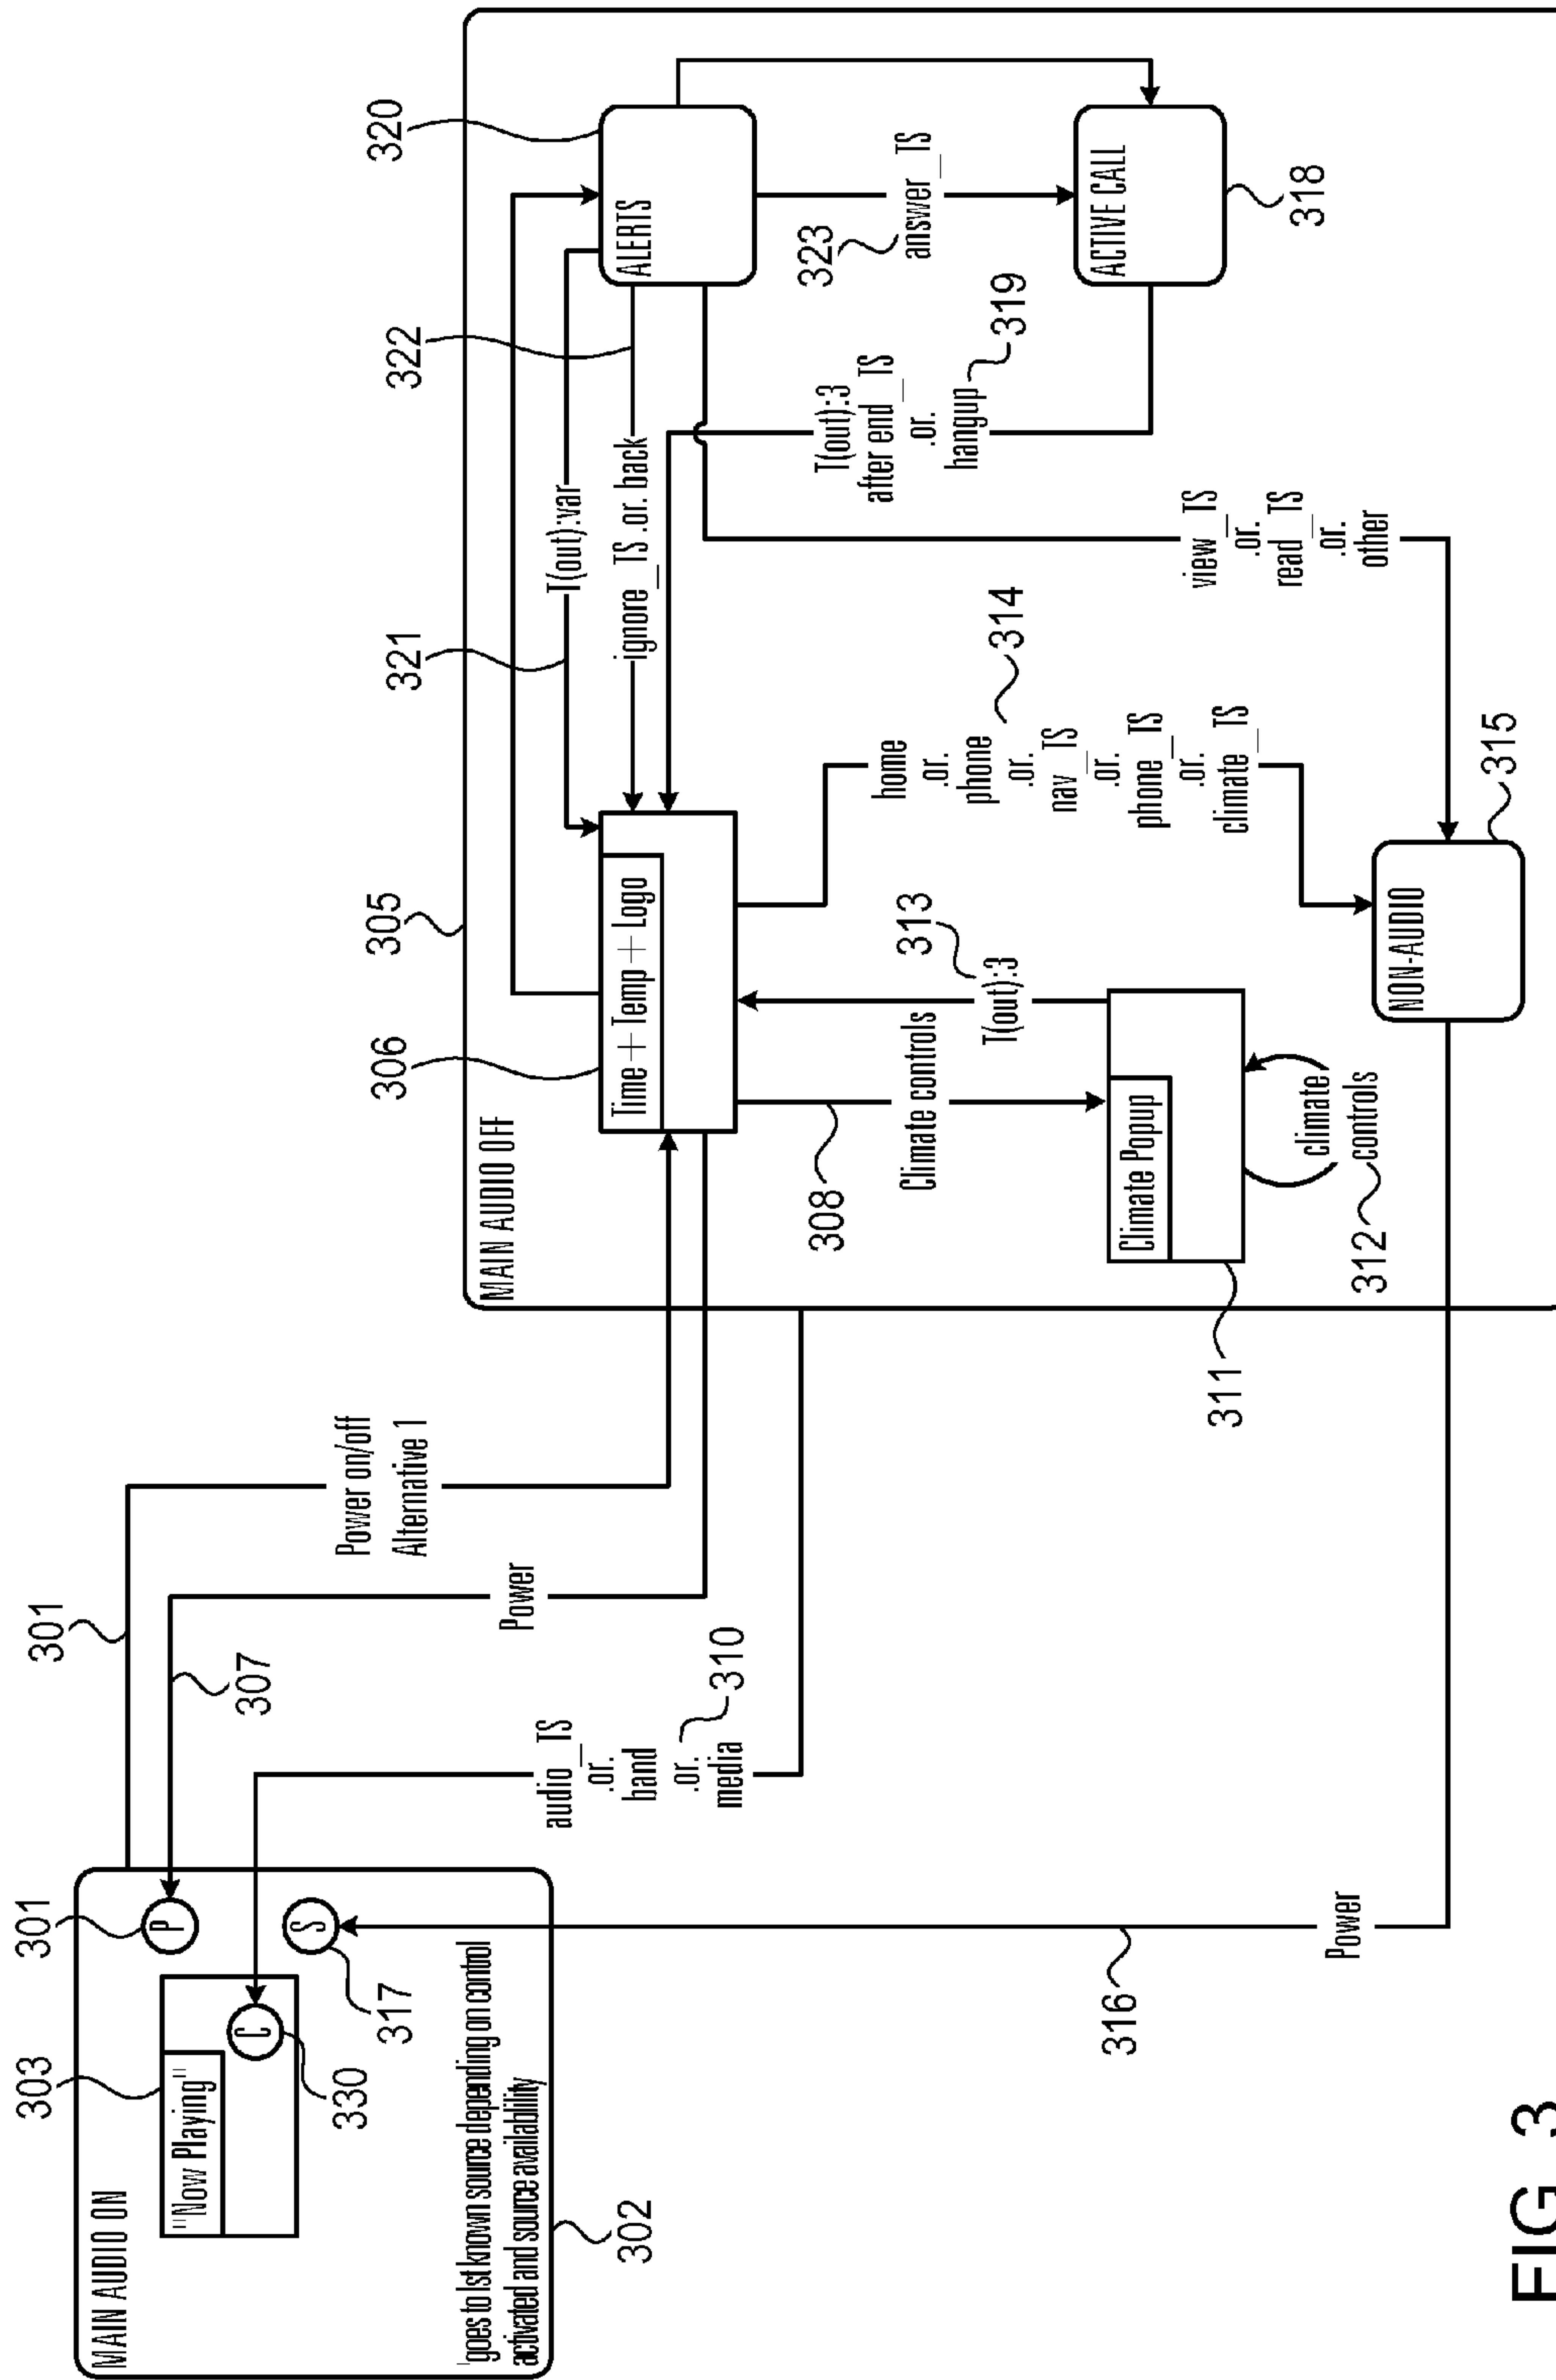 MAIN AUDIO ON
303
"Now Playing"
C
330
301
P
S
317
'goes to lst known source depending on control
activated and source availablility
302
301
307
Power on/off
Alternative 1
Power
audio_TS
.or.
band
.or.
media
310
316
Power
305
MAIN AUDIO OFF
306
Time + Temp + Logo
321
T(out):var
322
ignore_TS .or. back
320
ALERTS
323
answer_TS
T(out):3
after end_TS
.or.
hangup
319
ACTIVE CALL
318
308
Climate controls
313
T(out):3
311
Climate Popup
climate
controls
312
home
.or.
phone
.or.
nav_TS
.or.
phone_TS
.or.
climate_TS
314
view_TS
.or.
read_TS
.or.
other
NON-AUDIO
315
FIG. 3